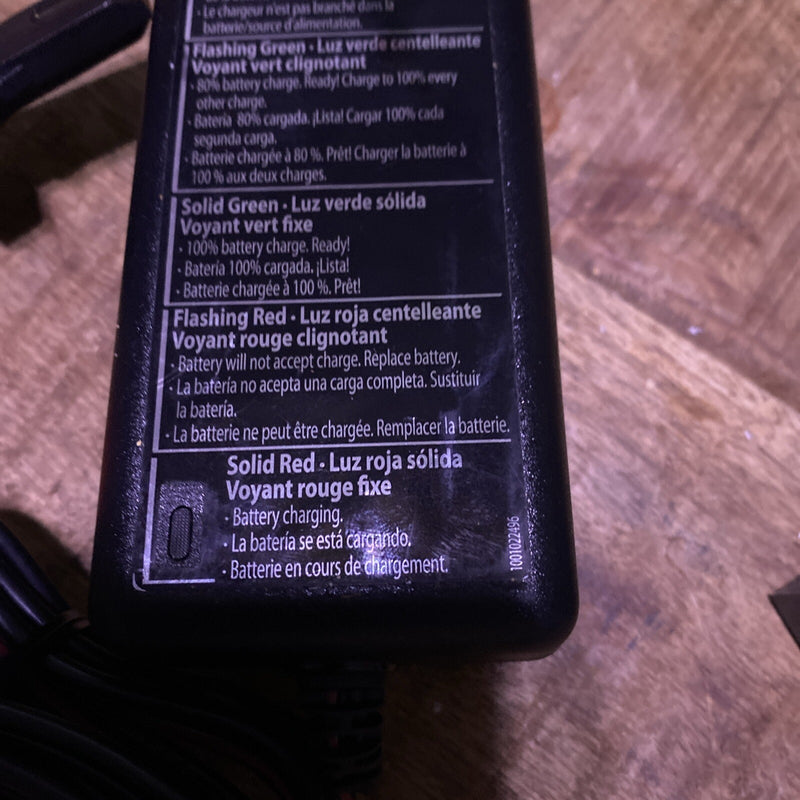 · Le chargeur n'est pas branché dans la
batterie/source d'alimentation.
Flashing Green · Luz verde centelleante
Voyant vert clignotant
· 80% battery charge. Ready! Charge to 100% every
other charge.
· Batería 80% cargada. ¡Lista! Cargar 100% cada
segunda carga.
· Batterie chargée à 80 %. Prêt! Charger la batterie à
100 % aux deux charges.
Solid Green · Luz verde sólida
Voyant vert fixe
· 100% battery charge. Ready!
· Batería 100% cargada. ¡Lista!
· Batterie chargée à 100 %. Prêt!
Flashing Red · Luz roja centelleante
Voyant rouge clignotant
· Battery will not accept charge. Replace battery.
· La batería no acepta una carga completa. Sustituir
la batería.
· La batterie ne peut être chargée. Remplacer la batterie.
Solid Red · Luz roja sólida
Voyant rouge fixe
· Battery charging.
· La batería se está cargando.
· Batterie en cours de chargement.
1001022496